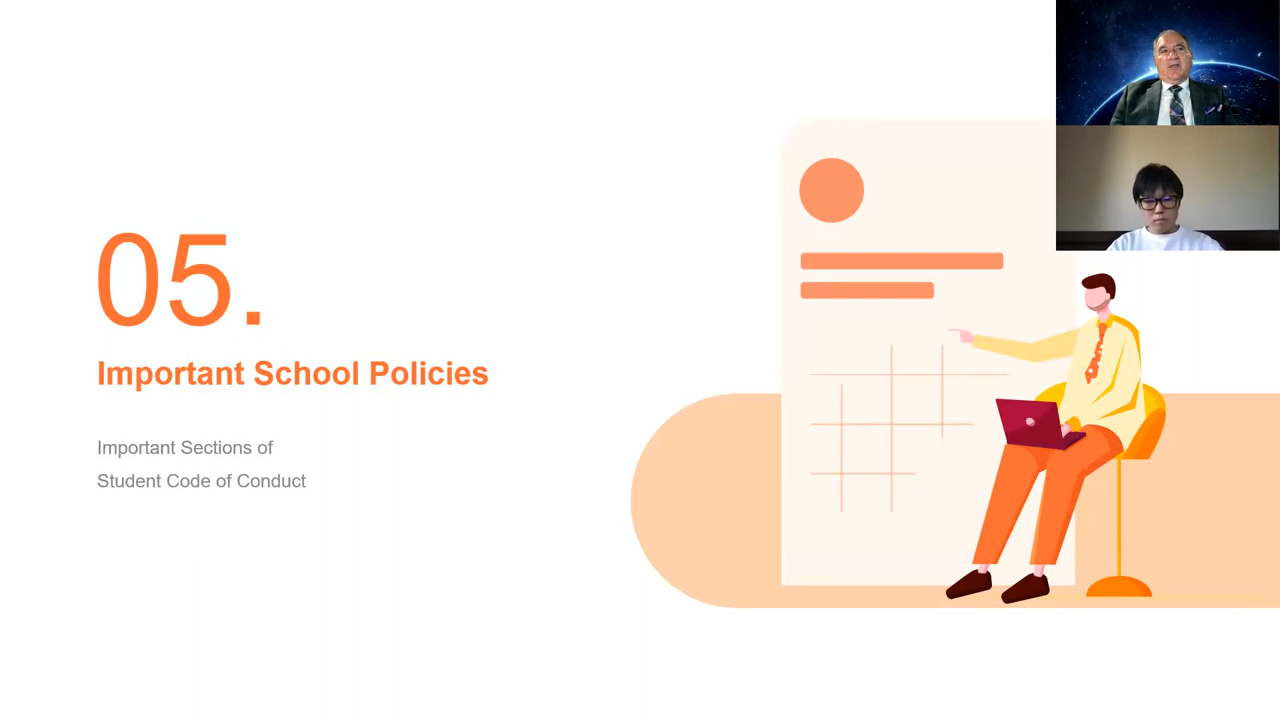 05.
Important School Policies
Important Sections of
Student Code of Conduct